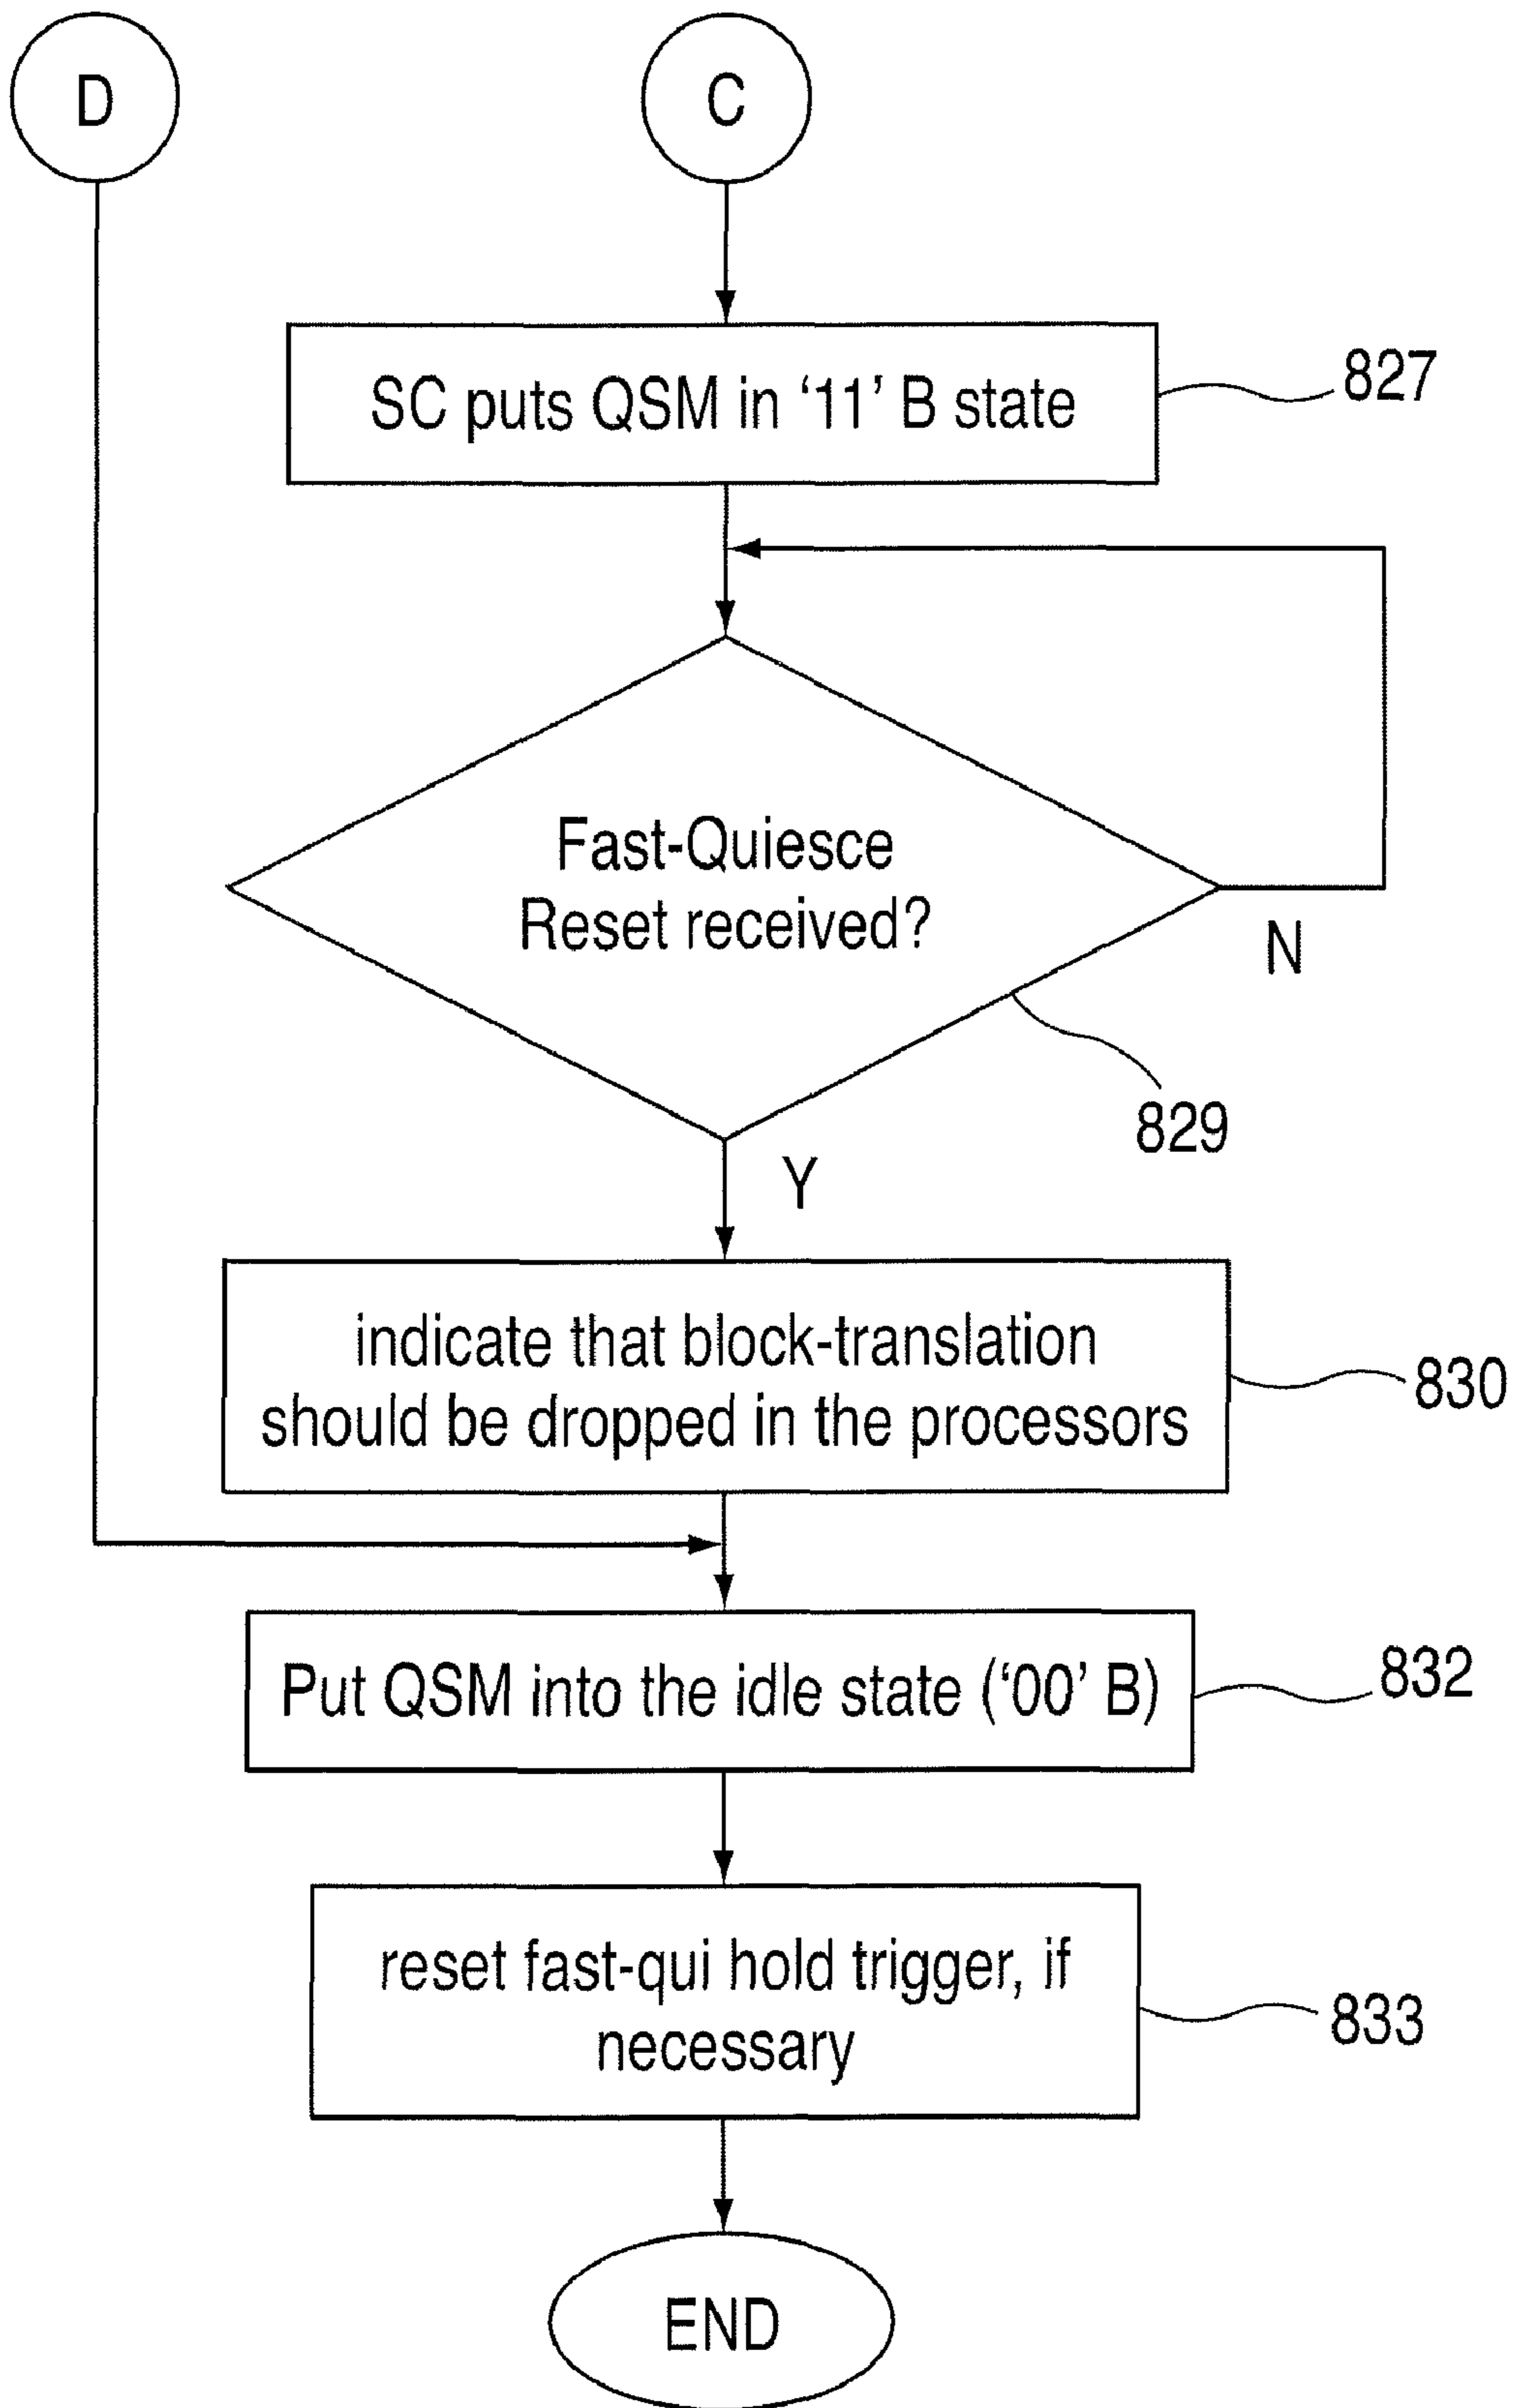 D
C
SC puts QSM in ‘11’ B state
827
Fast-Quiesce
Reset received?
N
829
Y
indicate that block-translation
should be dropped in the processors
830
Put QSM into the idle state (‘00’ B)
832
reset fast-qui hold trigger, if
necessary
833
END